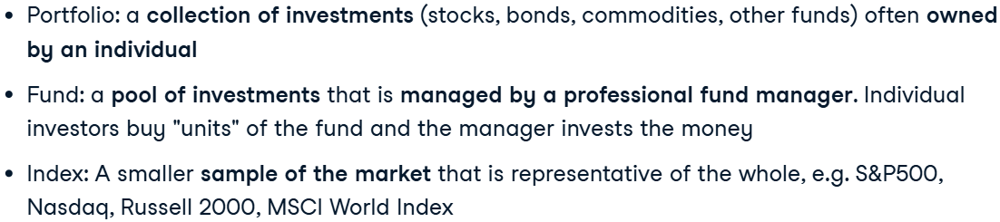 • Portfolio: a collection of investments (stocks, bonds, commodities, other funds) often owned
by an individual
• Fund: a pool of investments that is managed by a professional fund manager. Individual
investors buy "units" of the fund and the manager invests the money
• Index: A smaller sample of the market that is representative of the whole, e.g. S&P500,
Nasdaq, Russell 2000, MSCI World Index